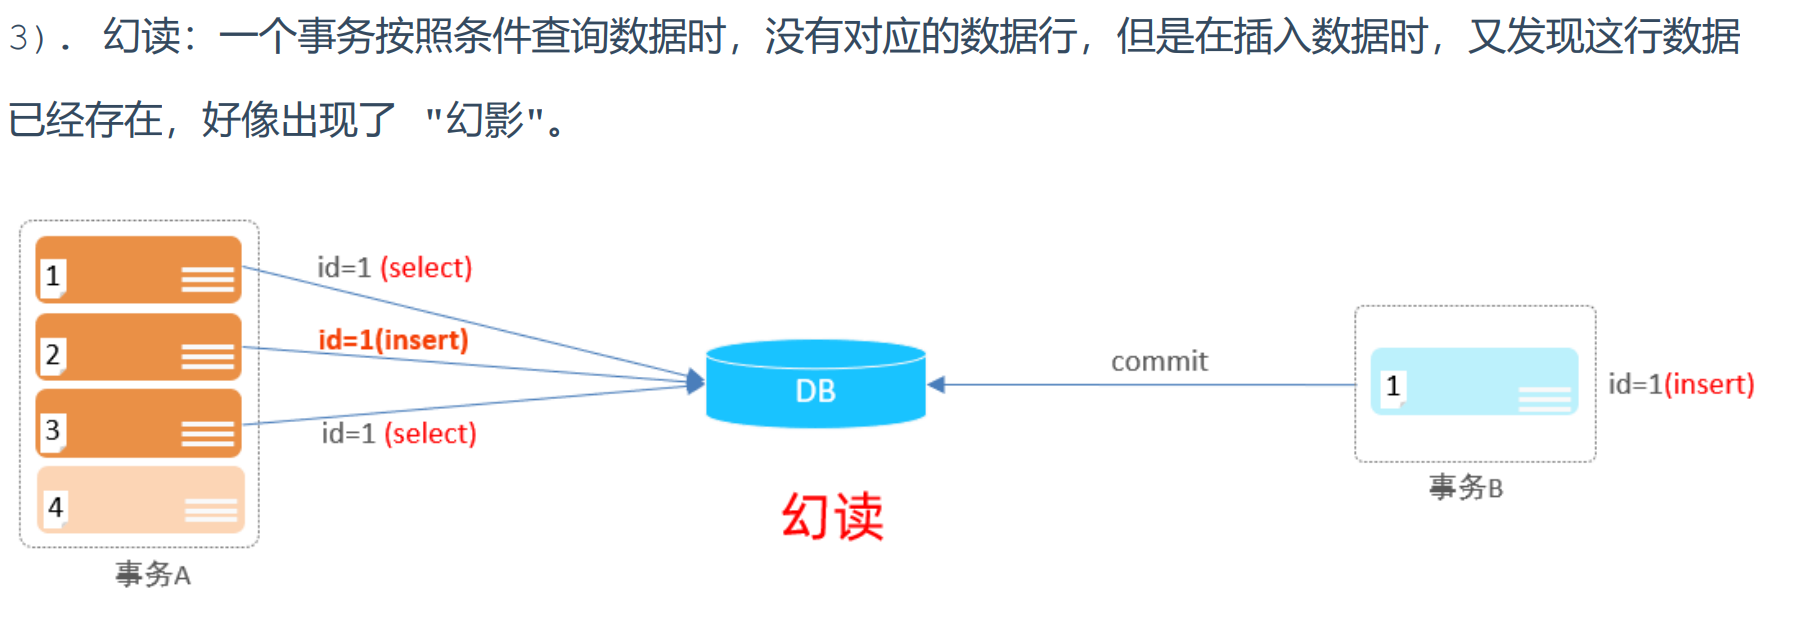 3）． 幻读：一个事务按照条件查询数据时，没有对应的数据行，但是在插入数据时，又发现这行数据
已经存在，好像出现了 "幻影"。
1
id=1 (select)
2
id=1(insert)
3
id=1 (select)
4
事务A
DB
幻读
commit
1
id=1(insert)
事务B